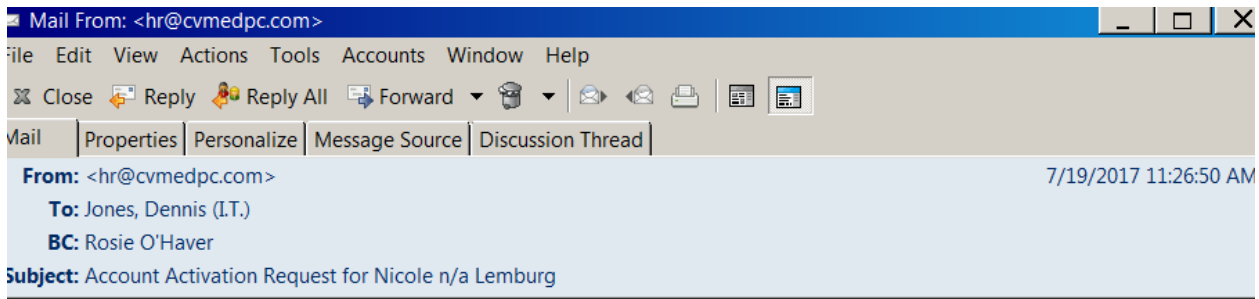 Mail From: <hr@cvmedpc.com>
File Edit View Actions Tools Accounts Window Help
Close Reply Reply All Forward
Mail Properties Personalize Message Source Discussion Thread
From: <hr@cvmedpc.com> 7/19/2017 11:26:50 AM
To: Jones, Dennis (I.T.)
BC: Rosie O'Haver
Subject: Account Activation Request for Nicole n/a Lemburg